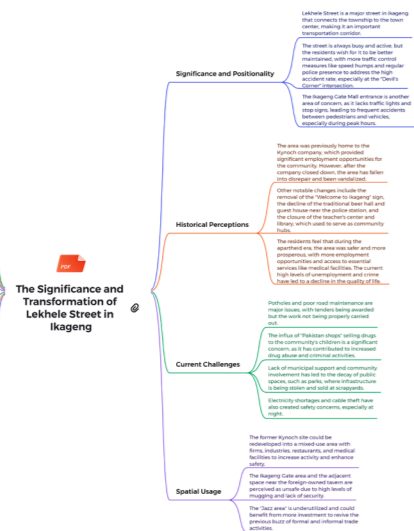 Lekhele Street is a major street in Ikageng
that connects the township to the town
center, making it an important
transportation corridor.
The street is always busy and active, but
the residents wish for it to be better
maintained, with more traffic control
measures like speed humps and regular
police presence to address the high
accident rate, especially at the "Devil's
Corner" intersection.
Significance and Positionality
The Ikageng Gate Mall entrance is another
area of concern, as it lacks traffic lights and
stop signs, leading to frequent accidents
between pedestrians and vehicles,
especially during peak hours.
The area was previously home to the
Kynoch company, which provided
significant employment opportunities for
the community. However, after the
company closed down, the area has fallen
into disrepair and been vandalized.
Other notable changes include the
removal of the "Welcome to Ikageng" sign,
the decline of the traditional beer hall and
guest house near the police station, and
the closure of the teacher's center and
library, which used to serve as community
hubs.
Historical Perceptions
The residents feel that during the
apartheid era, the area was safer and more
prosperous, with more employment
opportunities and access to essential
services like medical facilities. The current
high levels of unemployment and crime
have led to a decline in the quality of life.
PDF
The Significance and
Transformation of
Lekhele Street in
Ikageng
Potholes and poor road maintenance are
major issues, with tenders being awarded
but the work not being properly carried
out.
The influx of "Pakistan shops" selling drugs
to the community's children is a significant
concern, as it has contributed to increased
drug abuse and criminal activities.
Current Challenges
Lack of municipal support and community
involvement has led to the decay of public
spaces, such as parks, where infrastructure
is being stolen and sold at scrapyards.
Electricity shortages and cable theft have
also created safety concerns, especially at
night.
The former Kynoch site could be
redeveloped into a mixed-use area with
firms, industries, restaurants, and medical
facilities to increase activity and enhance
safety.
Spatial Usage
The Ikageng Gate area and the adjacent
space near the foreign-owned tavern are
perceived as unsafe due to high levels of
mugging and lack of security.
The "Jazz area" is underutilized and could
benefit from more investment to revive the
previous buzz of formal and informal trade
activities.